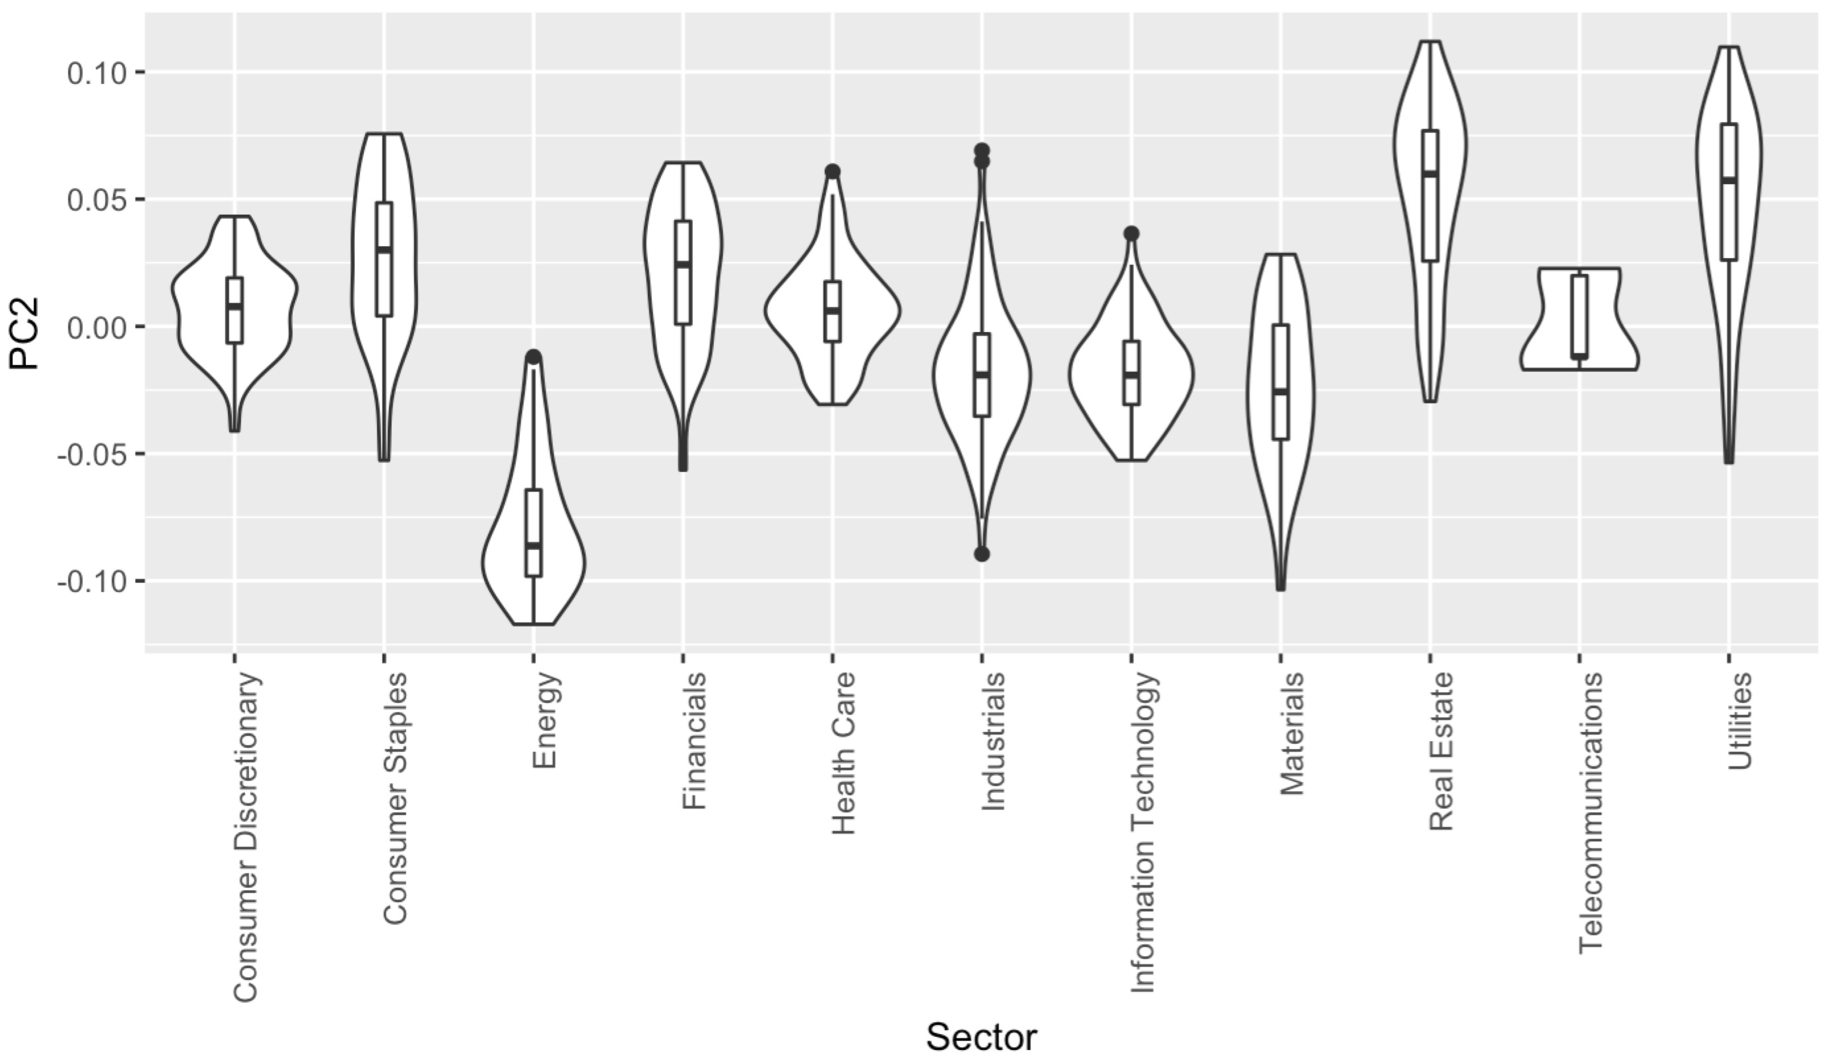 PC2
0.10
0.05
0.00
-0.05
-0.10
Consumer Discretionary
Consumer Staples
Energy
Financials
Health Care
Industrials
Information Technology
Materials
Real Estate
Telecommunications
Utilities
Sector